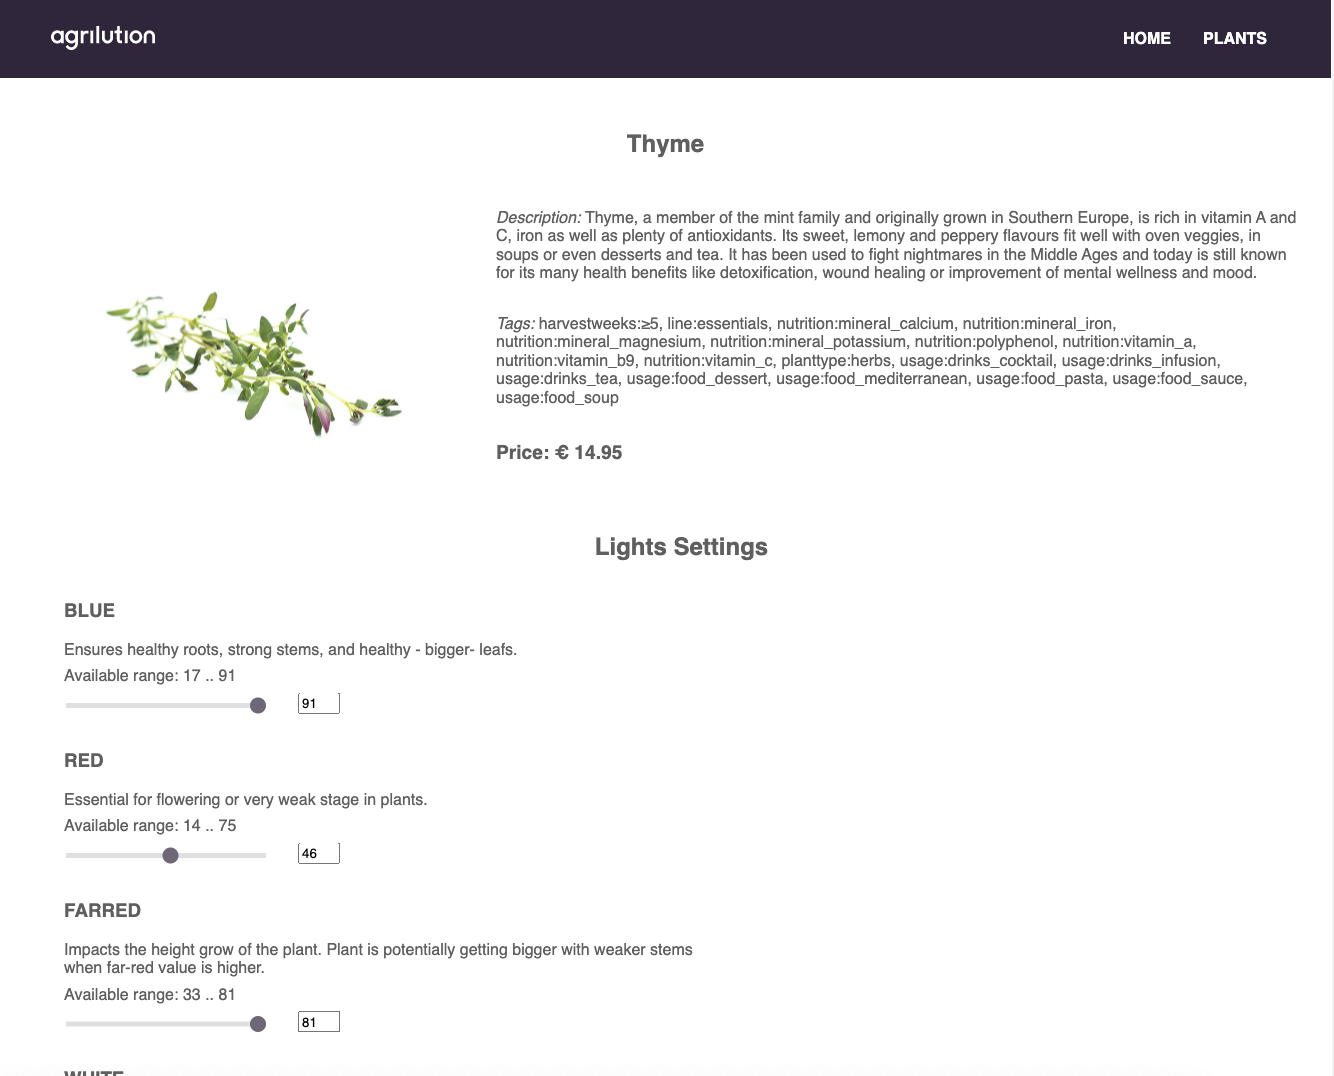 agrilution
HOME PLANTS
Thyme
Description: Thyme, a member of the mint family and originally grown in Southern Europe, is rich in vitamin A and
C, iron as well as plenty of antioxidants. Its sweet, lemony and peppery flavours fit well with oven veggies, in
soups or even desserts and tea. It has been used to fight nightmares in the Middle Ages and today is still known
for its many health benefits like detoxification, wound healing or improvement of mental wellness and mood.
Tags: harvestweeks:≥5, line:essentials, nutrition:mineral_calcium, nutrition:mineral_iron,
nutrition:mineral_magnesium, nutrition:mineral_potassium, nutrition:polyphenol, nutrition:vitamin_a,
nutrition:vitamin_b9, nutrition:vitamin_c, planttype:herbs, usage:drinks_cocktail, usage:drinks_infusion,
usage:drinks_tea, usage:food_dessert, usage:food_mediterranean, usage:food_pasta, usage:food_sauce,
usage:food_soup
Price: € 14.95
Lights Settings
BLUE
Ensures healthy roots, strong stems, and healthy - bigger- leafs.
Available range: 17 .. 91
91
RED
Essential for flowering or very weak stage in plants.
Available range: 14 .. 75
46
FARRED
Impacts the height grow of the plant. Plant is potentially getting bigger with weaker stems
when far-red value is higher.
Available range: 33 .. 81
81
WHITE